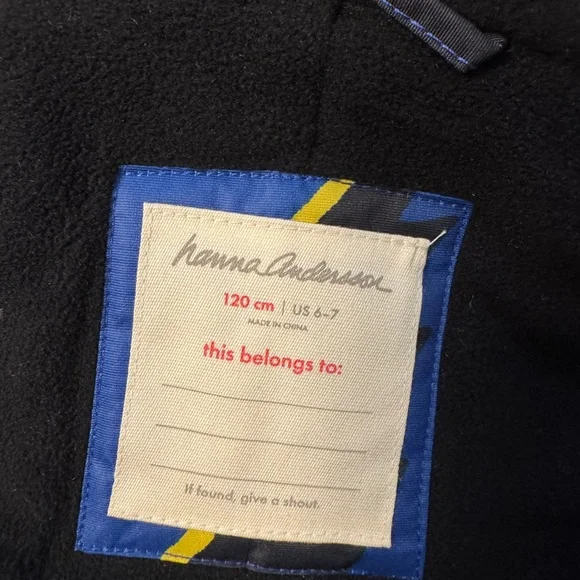 hanna andersson
120 cm | US 6-7
MADE IN CHINA
this belongs to:
If found, give a shout.